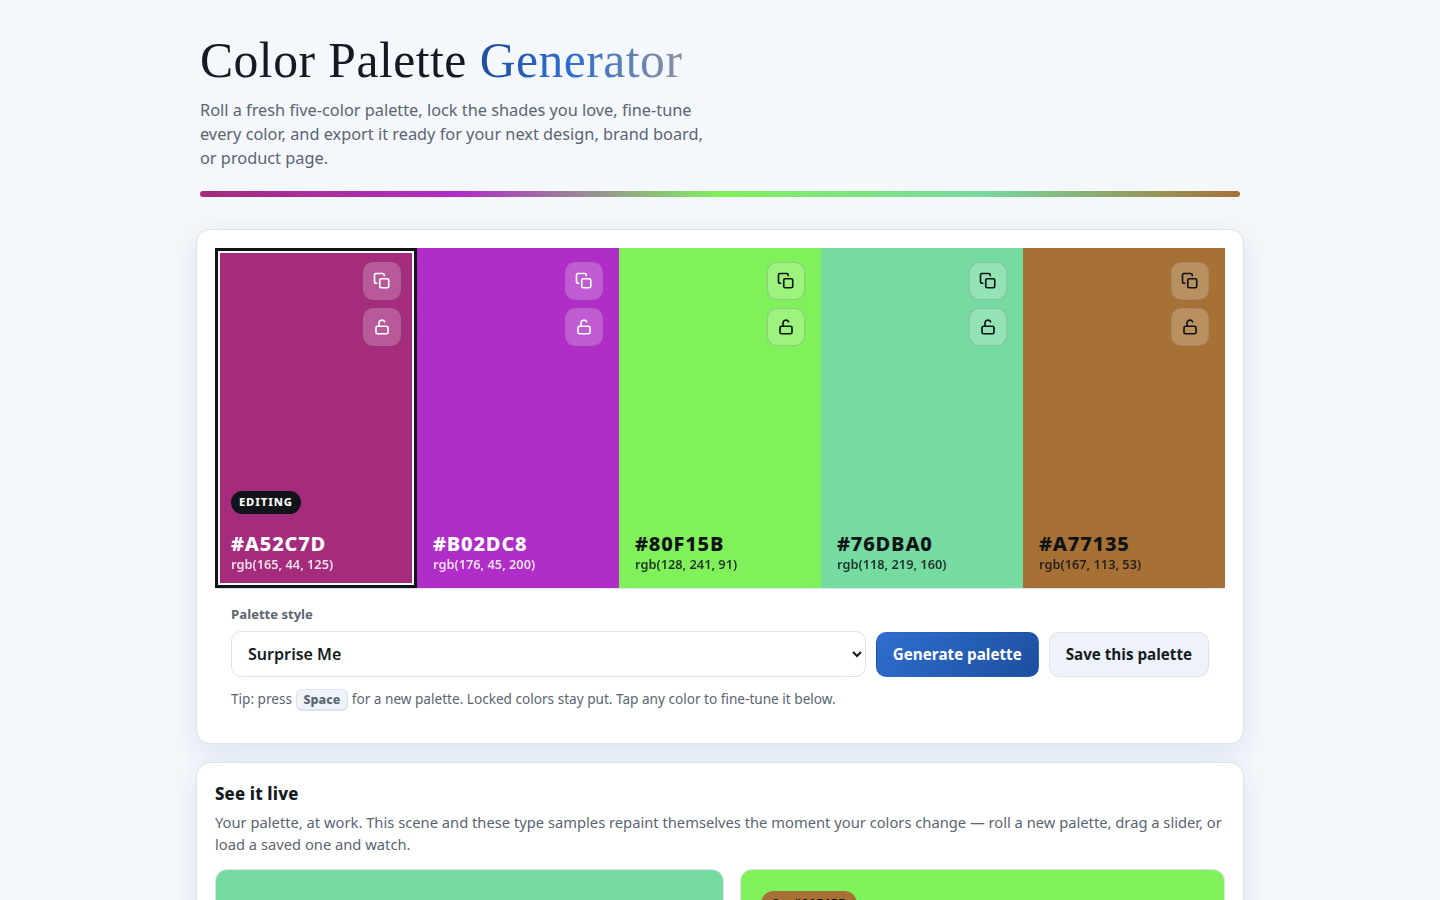 Color Palette Generator
Roll a fresh five-color palette, lock the shades you love, fine-tune
every color, and export it ready for your next design, brand board,
or product page.
EDITING
#A52C7D
rgb(165, 44, 125)
#B02DC8
rgb(176, 45, 200)
#80F15B
rgb(128, 241, 91)
#76DBA0
rgb(118, 219, 160)
#A77135
rgb(167, 113, 53)
Palette style
Surprise Me
Generate palette
Save this palette
Tip: press Space for a new palette. Locked colors stay put. Tap any color to fine-tune it below.
See it live
Your palette, at work. This scene and these type samples repaint themselves the moment your colors change — roll a new palette, drag a slider, or
load a saved one and watch.